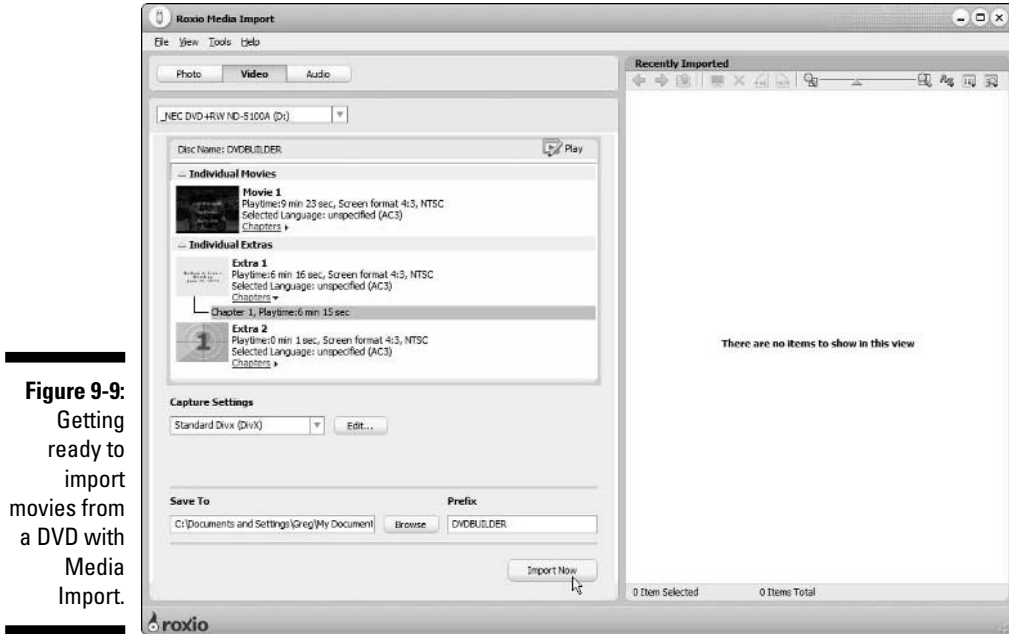 Roxio Media Import
File View Tools Help
Photo Video Audio
_NEC DVD+RW ND-5100A (D:)
Disc Name: DVDBUILDER
Play
Individual Movies
Movie 1
Playtime:9 min 23 sec, Screen format 4:3, NTSC
Selected Language: unspecified (AC3)
Chapters
Individual Extras
Extra 1
Playtime:6 min 16 sec, Screen format 4:3, NTSC
Selected Language: unspecified (AC3)
Chapters
Chapter 1, Playtime:6 min 15 sec
1
Extra 2
Playtime:0 min 1 sec, Screen format 4:3, NTSC
Selected Language: unspecified (AC3)
Chapters
Capture Settings
Standard Divx (DivX)
Edit...
Save To
Prefix
C:\Documents and Settings\Greg\My Document
Browse
DVDBUILDER
Import Now
Recently Imported
There are no items to show in this view
0 Item Selected
0 Items Total
roxio
Figure 9-9:
Getting
ready to
import
movies from
a DVD with
Media
Import.